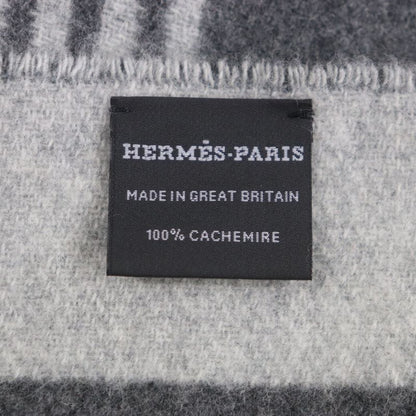 HERMÈS-PARIS
MADE IN GREAT BRITAIN
100% CACHEMIRE